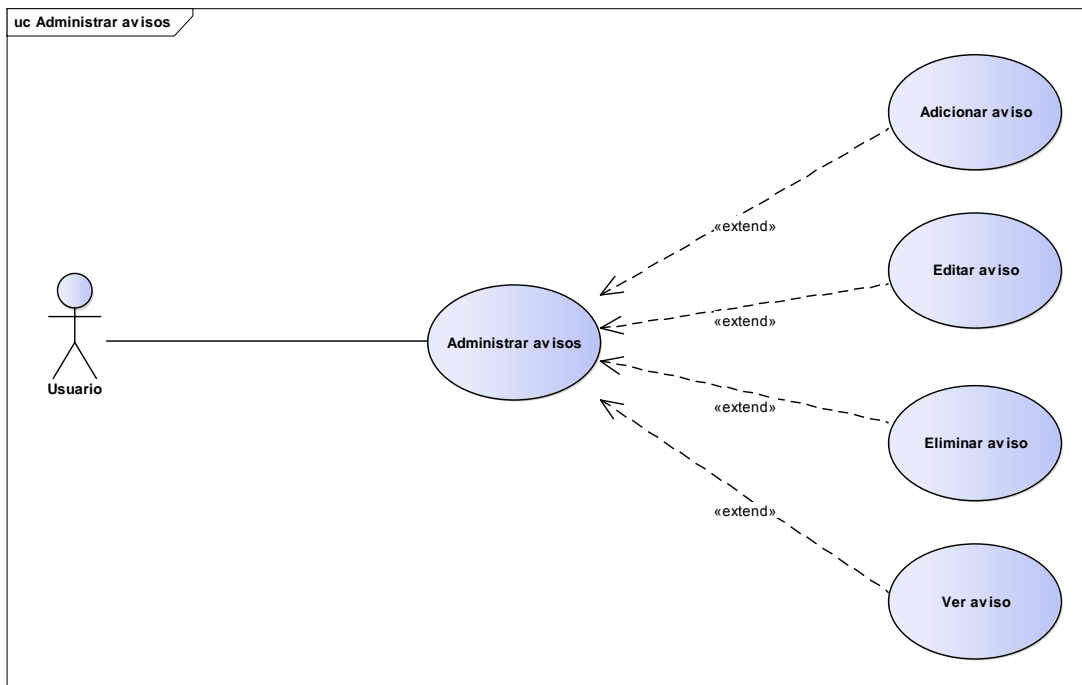 uc Administrar avisos
Adicionar aviso
«extend»
Editar aviso
«extend»
Administrar avisos
Usuario
«extend»
Eliminar aviso
«extend»
Ver aviso